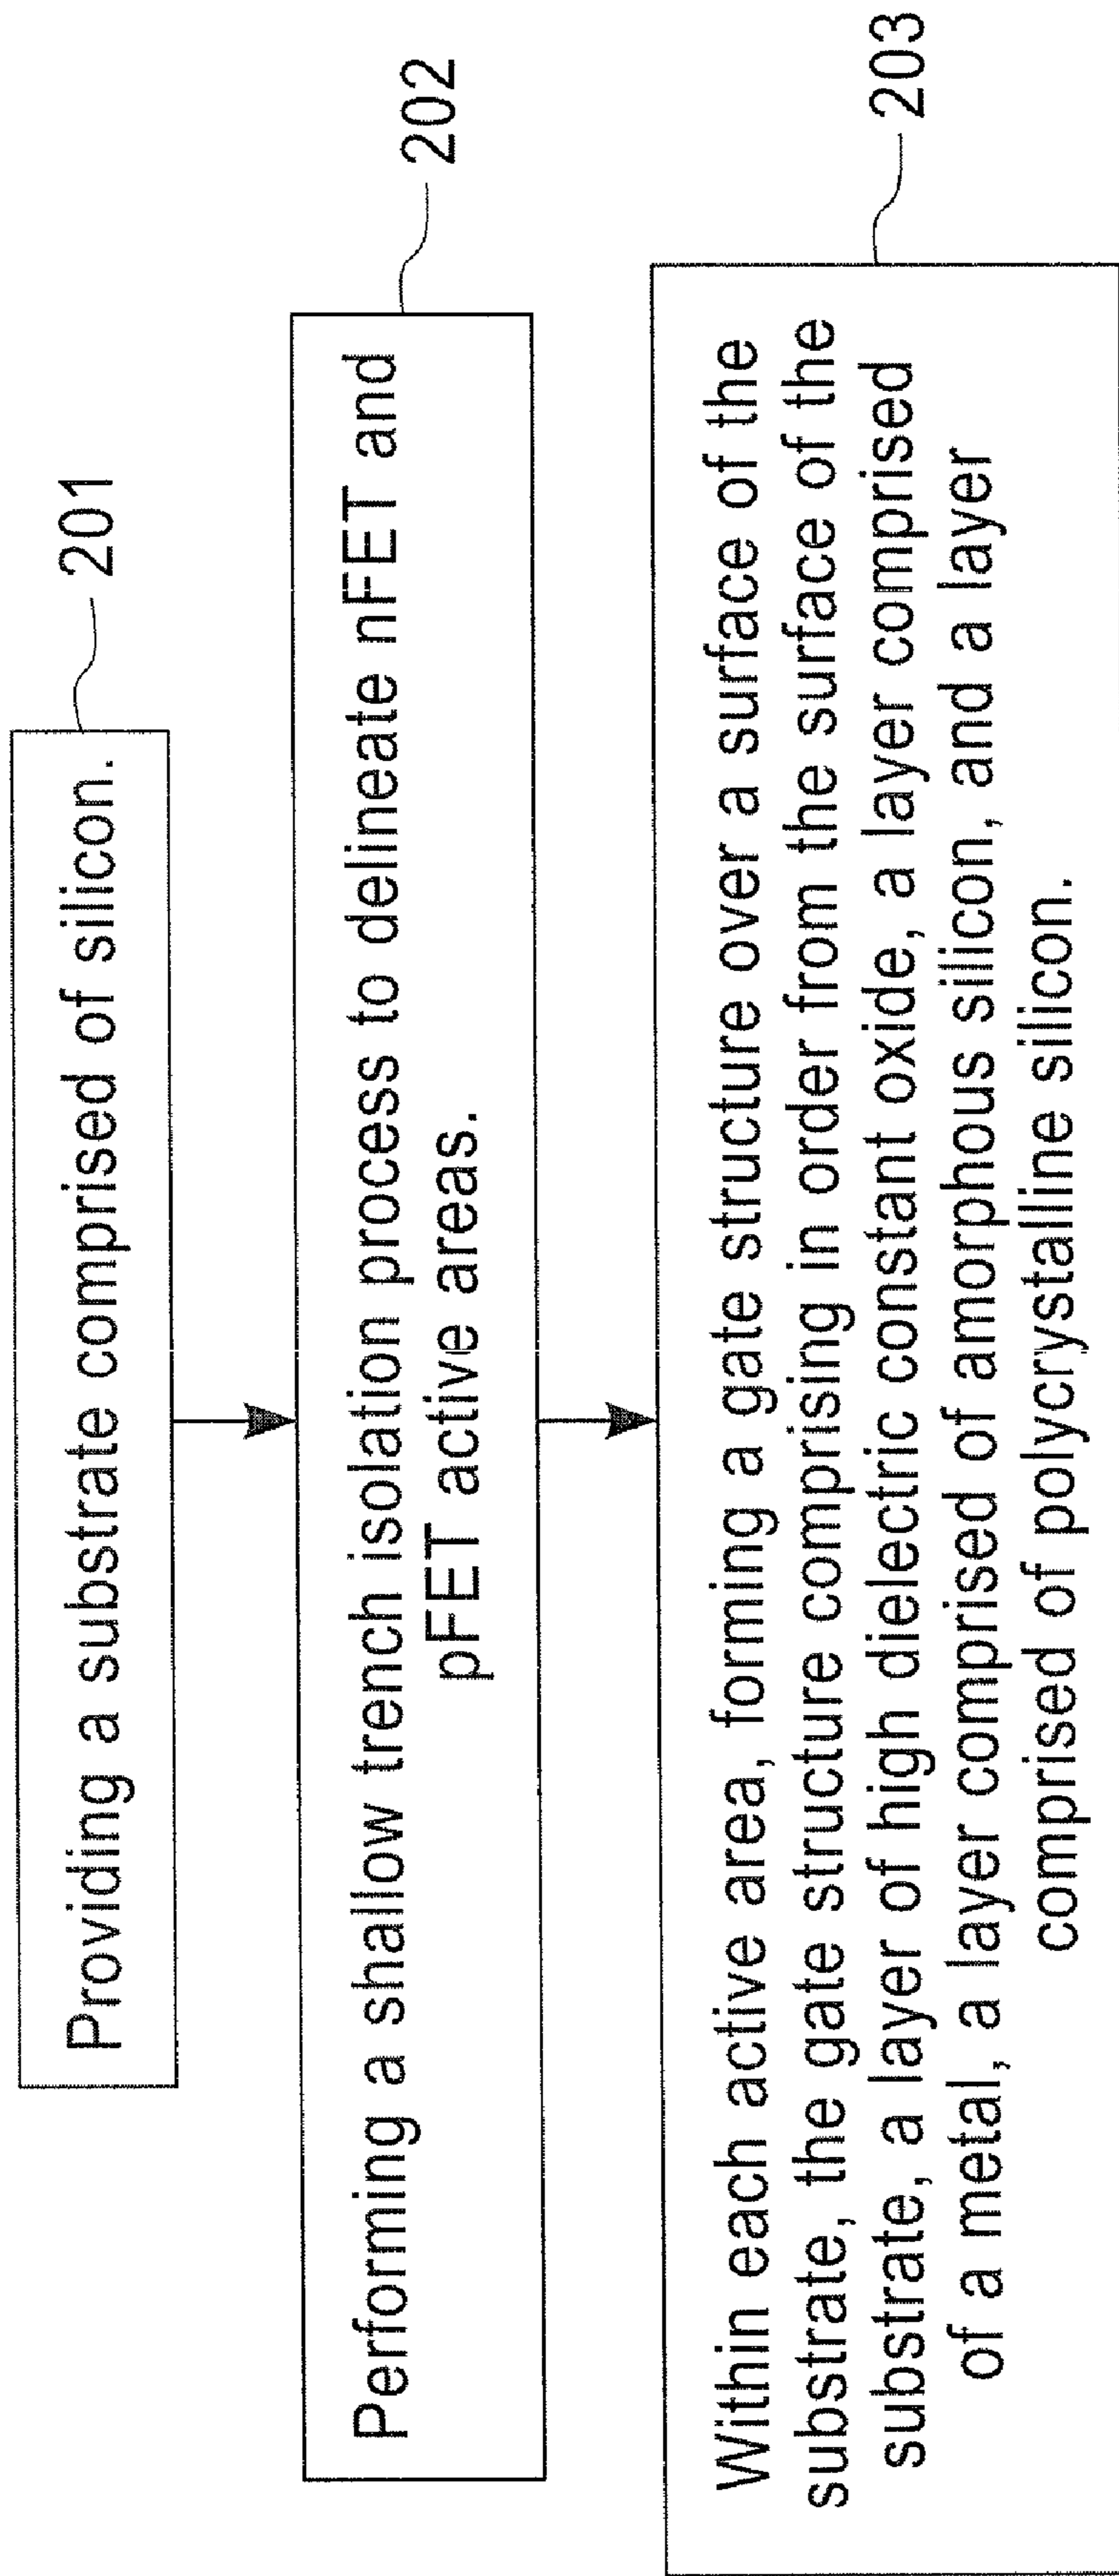 Providing a substrate comprised of silicon.
201
Performing a shallow trench isolation process to delineate nFET and
pFET active areas.
202
Within each active area, forming a gate structure over a surface of the
substrate, the gate structure comprising in order from the surface of the
substrate, a layer of high dielectric constant oxide, a layer comprised
of a metal, a layer comprised of amorphous silicon, and a layer
comprised of polycrystalline silicon.
203